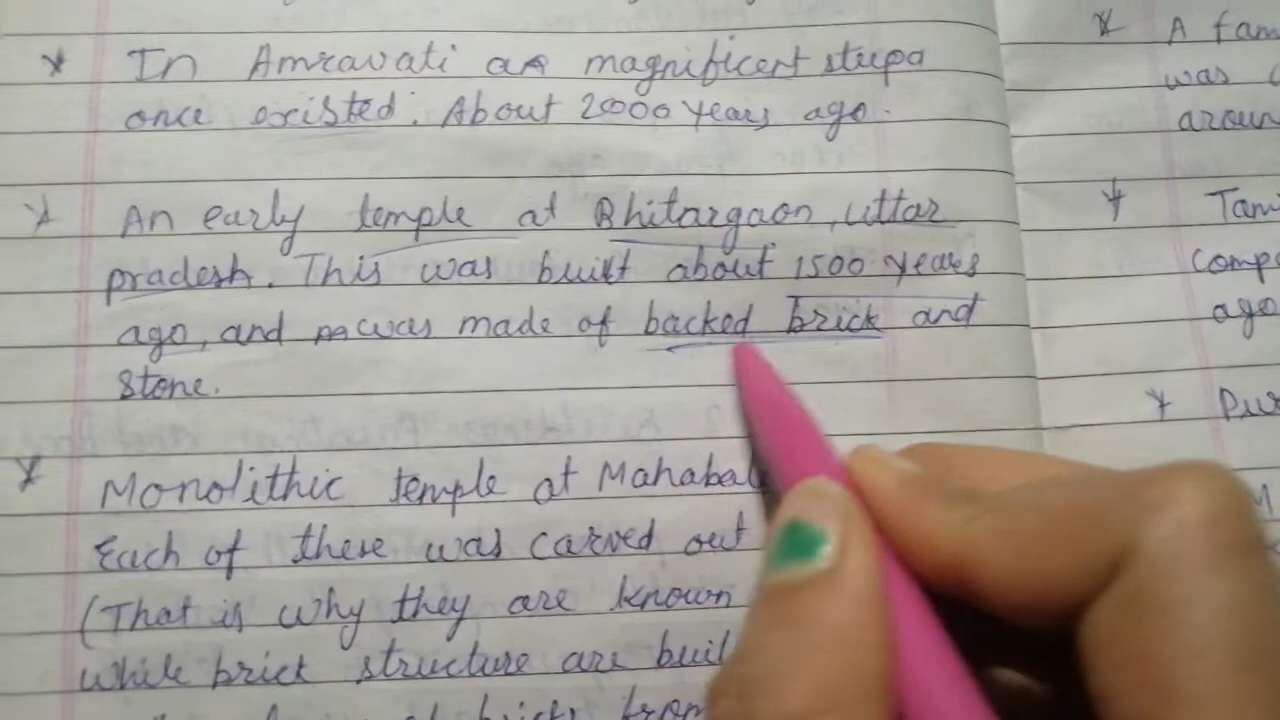 In Amravati a magnificent stupa
once existed. About 2000 years ago.
An early temple at Bhitargaon, Uttar
pradesh. This was built about 1500 years
ago, and was made of backed brick and
stone.
Monolithic temple at Mahabal
Each of these was carved out
(That is why they are known
while brick structure are buil
from
A fam
was
aroun
Tam
comp
ago